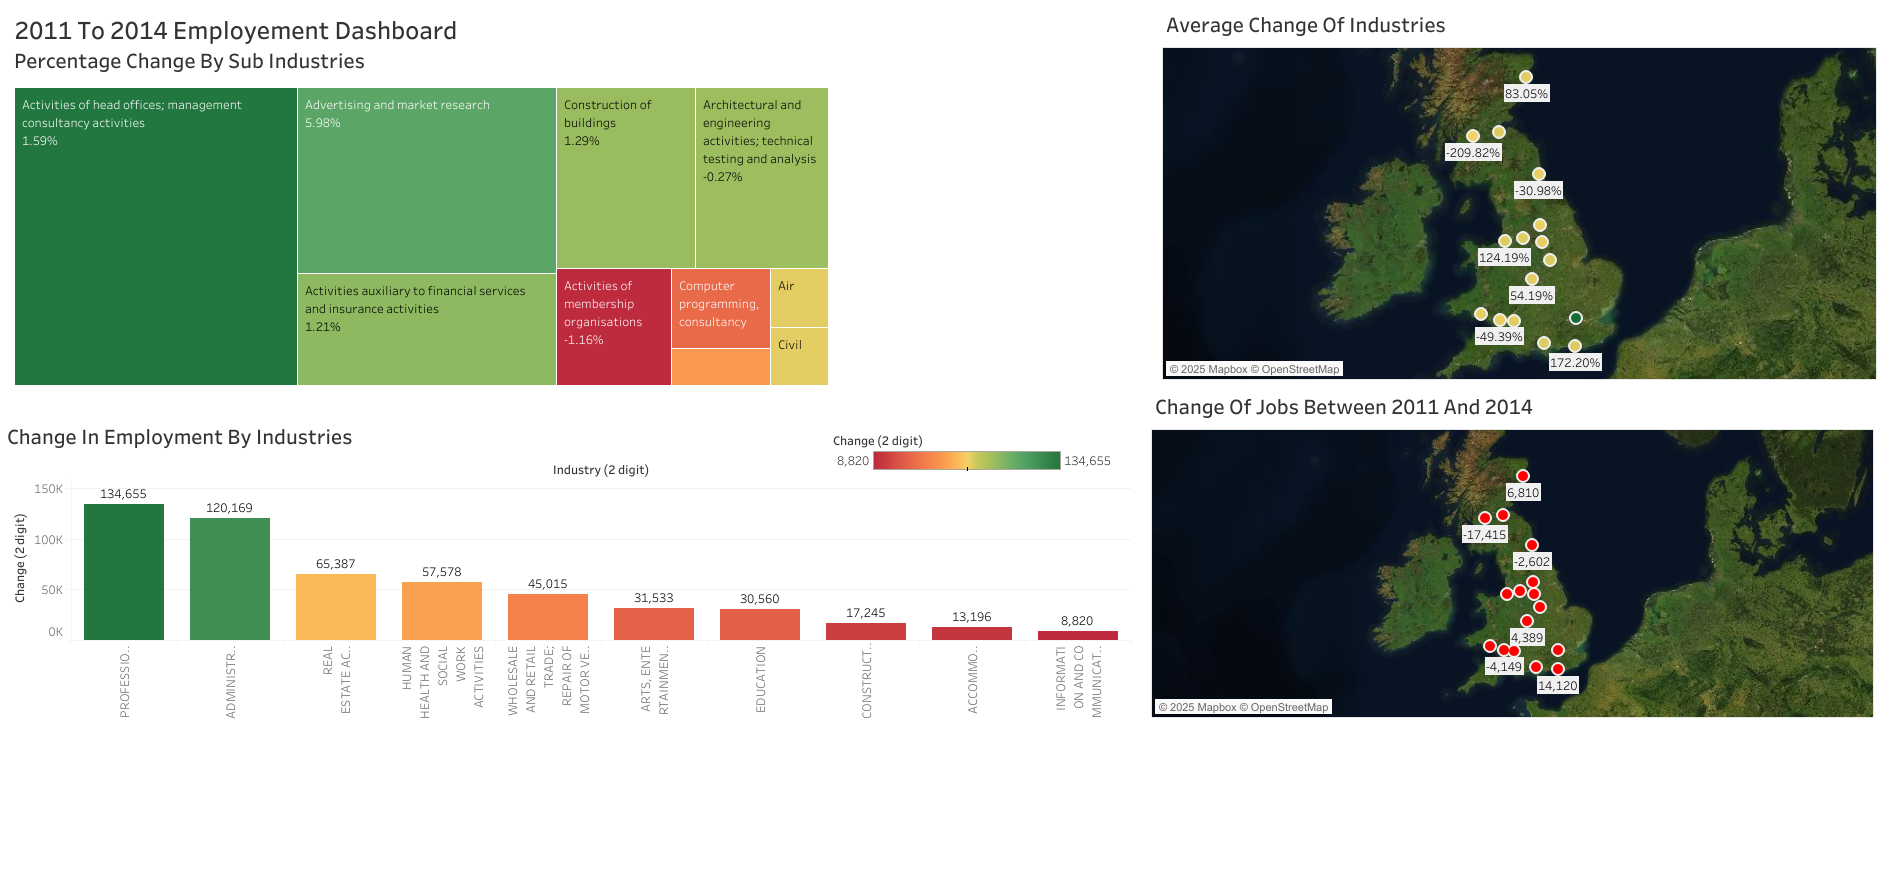 2011 To 2014 Employement Dashboard
Percentage Change By Sub Industries
Activities of head offices; management
consultancy activities
1.59%
Advertising and market research
5.98%
Activities auxiliary to financial services
and insurance activities
1.21%
Construction of
buildings
1.29%
Architectural and
engineering
activities; technical
testing and analysis
-0.27%
Activities of
membership
organisations
-1.16%
Computer
programming,
consultancy
Air
Civil
Average Change Of Industries
83.05%
-209.82%
-30.98%
124.19%
54.19%
-49.39%
172.20%
© 2025 Mapbox © OpenStreetMap
Change In Employment By Industries
Change (2 digit)
8,820
134,655
Industry (2 digit)
Change (2 digit)
150K
100K
50K
0K
134,655
120,169
65,387
57,578
45,015
31,533
30,560
17,245
13,196
8,820
PROFESSIO..
ADMINISTR..
REAL
ESTATE AC..
HUMAN
HEALTH AND
SOCIAL
WORK
ACTIVITIES
WHOLESALE
AND RETAIL
TRADE;
REPAIR OF
MOTOR VE..
ARTS, ENTE
RTAINMEN..
EDUCATION
CONSTRUCT..
ACCOMMO..
INFORMATI
ON AND CO
MMUNICAT..
Change Of Jobs Between 2011 And 2014
6,810
-17,415
-2,602
4,389
-4,149
14,120
© 2025 Mapbox © OpenStreetMap